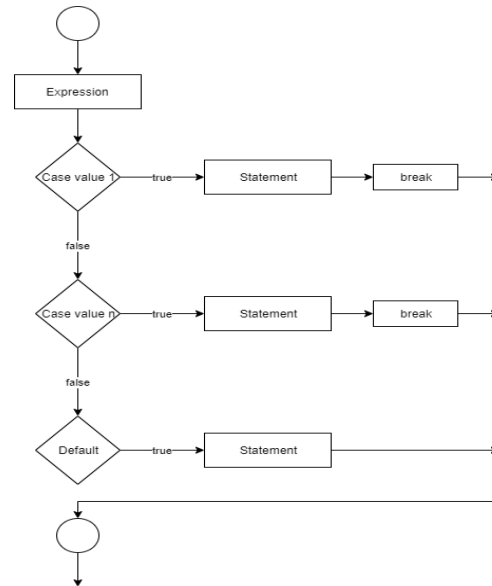 Expression
Case value 1
true
Statement
break
false
Case value n
true
Statement
break
false
Default
true
Statement